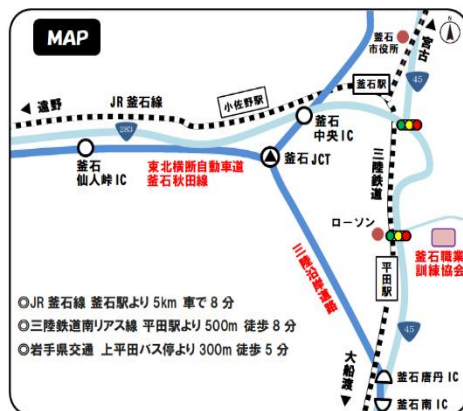 MAP
釜石
市役所
宮古
45
釜石駅
小佐野駅
遠野
JR 釜石線
283
釜石
中央 IC
釜石
仙人峠 IC
釜石 JCT
東北横断自動車道
釜石秋田線
三陸鉄道
ローソン
釜石職業
訓練協会
平田駅
三陸沿岸道路
◎JR 釜石線 釜石駅より 5km 車で 8 分
◎三陸鉄道南リアス線 平田駅より 500m 徒歩 8 分
◎岩手県交通 上平田バス停より 300m 徒歩 5 分
45
大船渡
釜石唐丹 IC
釜石南 IC